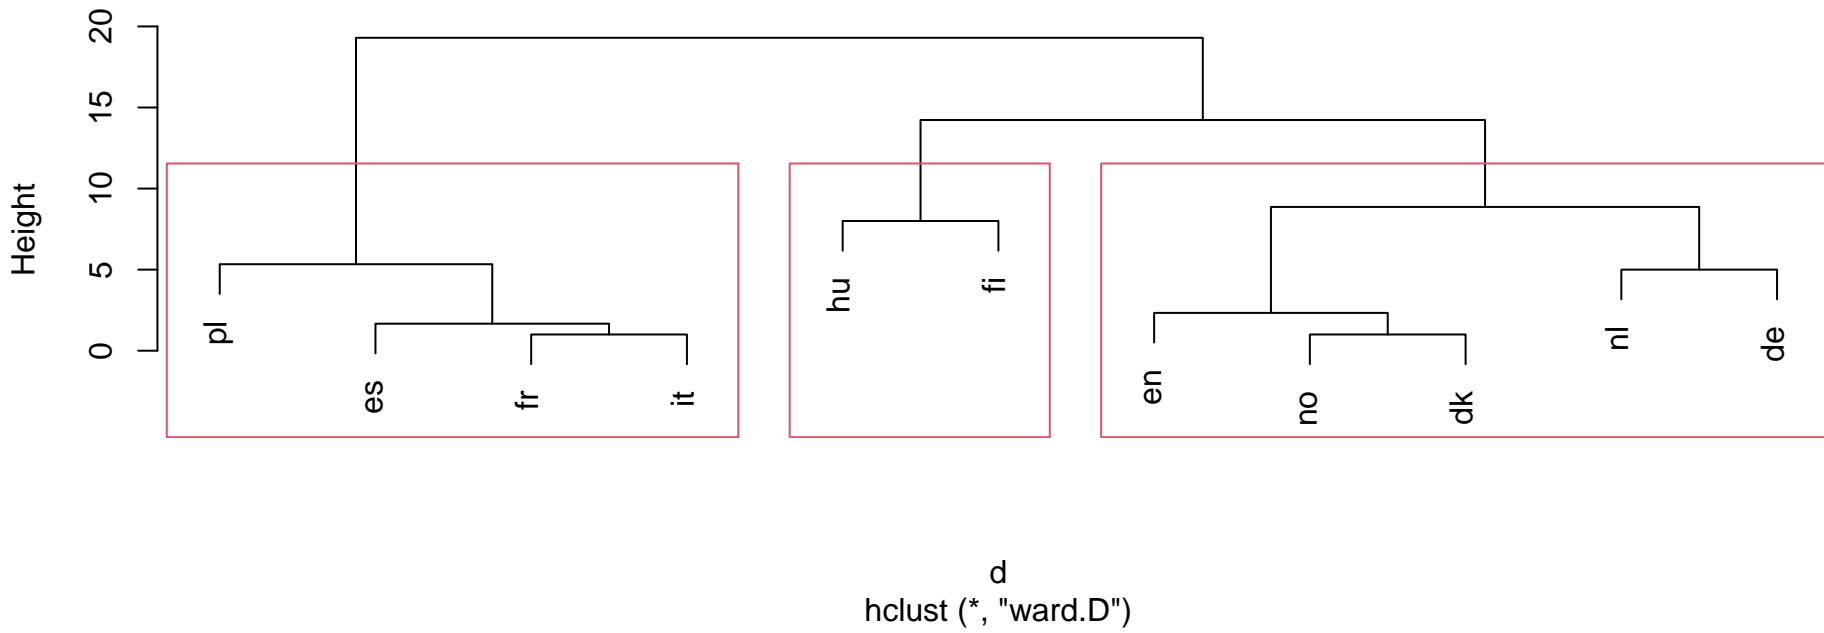 20
15
10
5
0
Height
pl
es
fr
it
hu
fi
en
no
dk
nl
de
d
hclust (*, "ward.D")